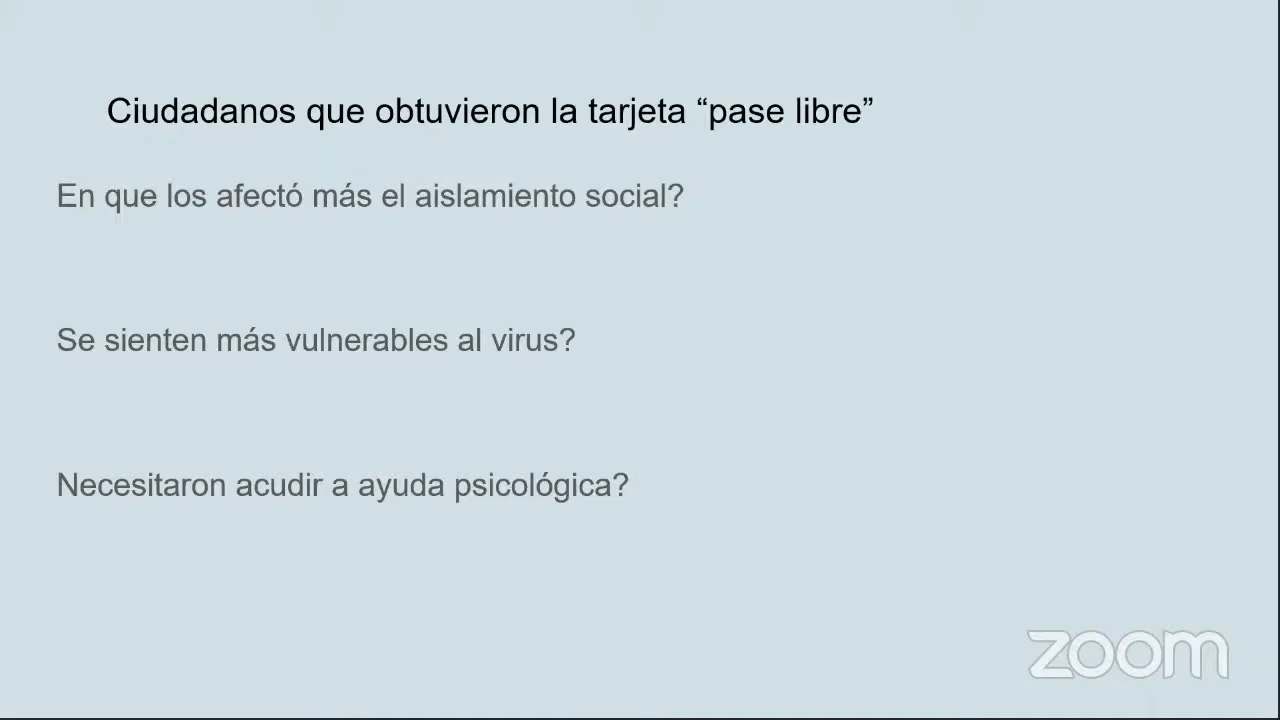 Ciudadanos que obtuvieron la tarjeta “pase libre”
En que los afectó más el aislamiento social?
Se sienten más vulnerables al virus?
Necesitaron acudir a ayuda psicológica?
zoom